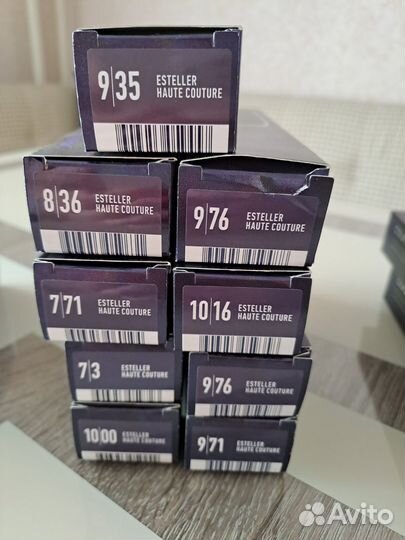 9|35 ESTELLER
HAUTE COUTURE
8|36 ESTELLER
HAUTE COUTURE
9|76 ESTELLER
HAUTE COUTURE
7|71 ESTELLER
HAUTE COUTURE
10|16 ESTELLER
HAUTE COUTURE
7|3 ESTELLER
HAUTE COUTURE
9|76 ESTELLER
HAUTE COUTURE
10|00 ESTELLER
HAUTE COUTURE
9|71 ESTELLER
HAUTE COUTURE
Avito